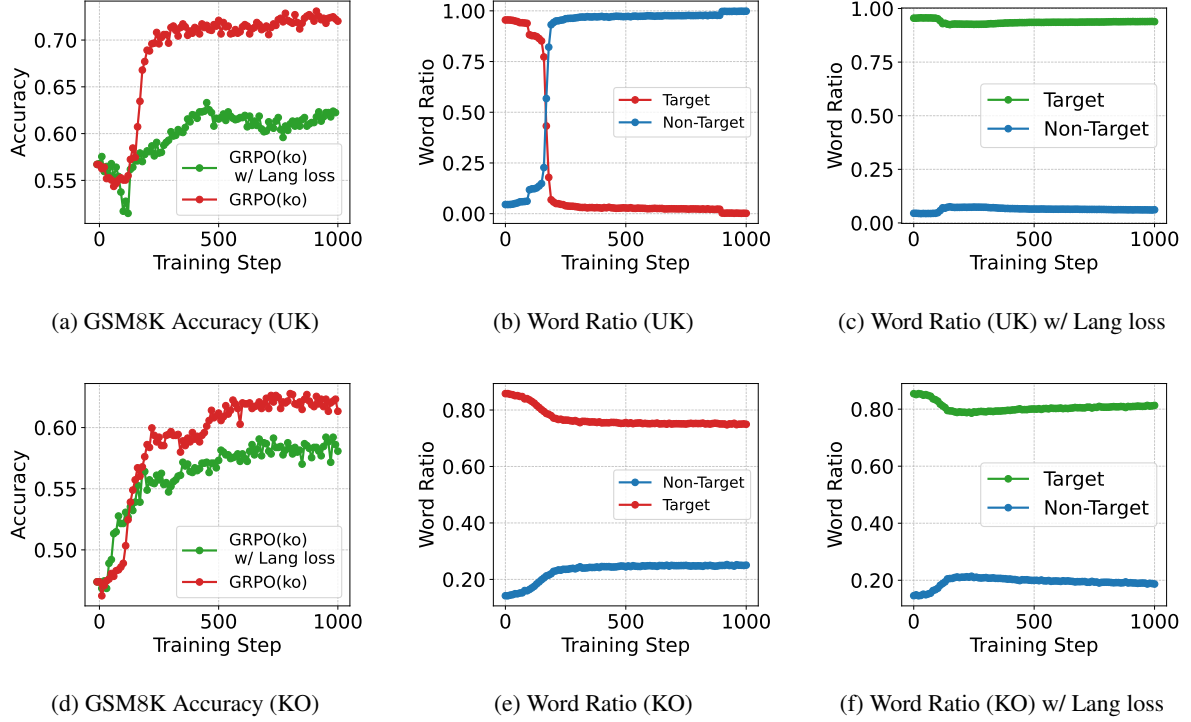 0.70
0.65
0.60
0.55
Accuracy
GRPO(ko)
w/ Lang loss
GRPO(ko)
0
500
1000
Training Step
(a) GSM8K Accuracy (UK)
1.00
0.75
0.50
0.25
0.00
Word Ratio
Target
Non-Target
0
500
1000
Training Step
(b) Word Ratio (UK)
1.00
0.75
0.50
0.25
0.00
Word Ratio
Target
Non-Target
0
500
1000
Training Step
(c) Word Ratio (UK) w/ Lang loss
0.60
0.55
0.50
Accuracy
GRPO(ko)
w/ Lang loss
GRPO(ko)
0
500
1000
Training Step
(d) GSM8K Accuracy (KO)
0.80
0.60
0.40
0.20
Word Ratio
Non-Target
Target
0
500
1000
Training Step
(e) Word Ratio (KO)
0.80
0.60
0.40
0.20
Word Ratio
Target
Non-Target
0
500
1000
Training Step
(f) Word Ratio (KO) w/ Lang loss